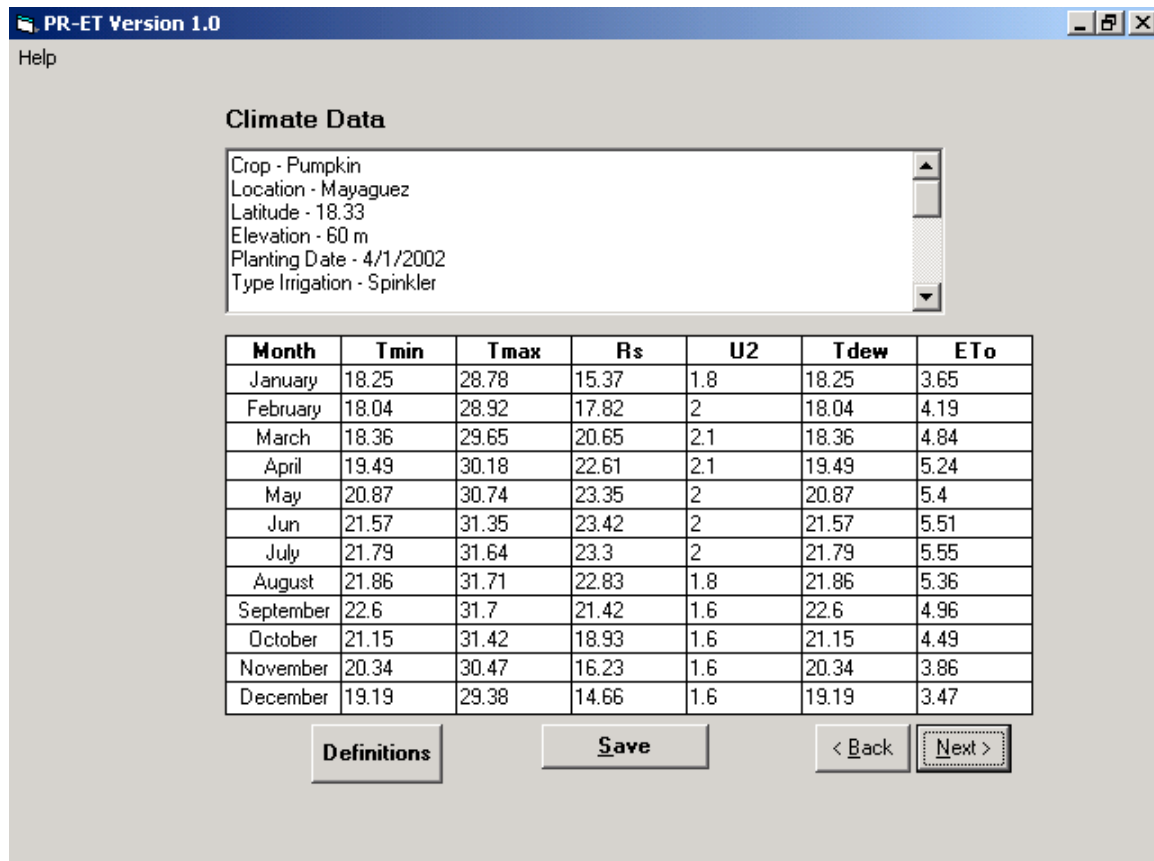 PR-ET Version 1.0
Help
Climate Data
Crop - Pumpkin
Location - Mayaguez
Latitude - 18.33
Elevation - 60 m
Planting Date - 4/1/2002
Type Irrigation - Spinkler
Month Tmin Tmax Rs U2 Tdew ETo
January 18.25 28.78 15.37 1.8 18.25 3.65
February 18.04 28.92 17.82 2 18.04 4.19
March 18.36 29.65 20.65 2.1 18.36 4.84
April 19.49 30.18 22.61 2.1 19.49 5.24
May 20.87 30.74 23.35 2 20.87 5.4
Jun 21.57 31.35 23.42 2 21.57 5.51
July 21.79 31.64 23.3 2 21.79 5.55
August 21.86 31.71 22.83 1.8 21.86 5.36
September 22.6 31.7 21.42 1.6 22.6 4.96
October 21.15 31.42 18.93 1.6 21.15 4.49
November 20.34 30.47 16.23 1.6 20.34 3.86
December 19.19 29.38 14.66 1.6 19.19 3.47
Definitions Save < Back Next >